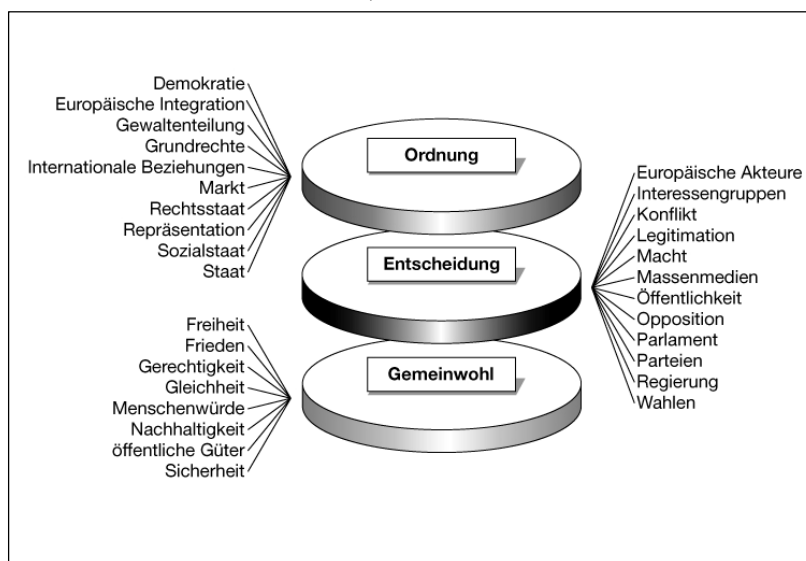 Demokratie
Europäische Integration
Gewaltenteilung
Grundrechte
Internationale Beziehungen
Markt
Rechtsstaat
Repräsentation
Sozialstaat
Staat
Ordnung
Entscheidung
Europäische Akteure
Interessengruppen
Konflikt
Legitimation
Macht
Massenmedien
Öffentlichkeit
Opposition
Parlament
Parteien
Regierung
Wahlen
Freiheit
Frieden
Gerechtigkeit
Gleichheit
Menschenwürde
Nachhaltigkeit
öffentliche Güter
Sicherheit
Gemeinwohl